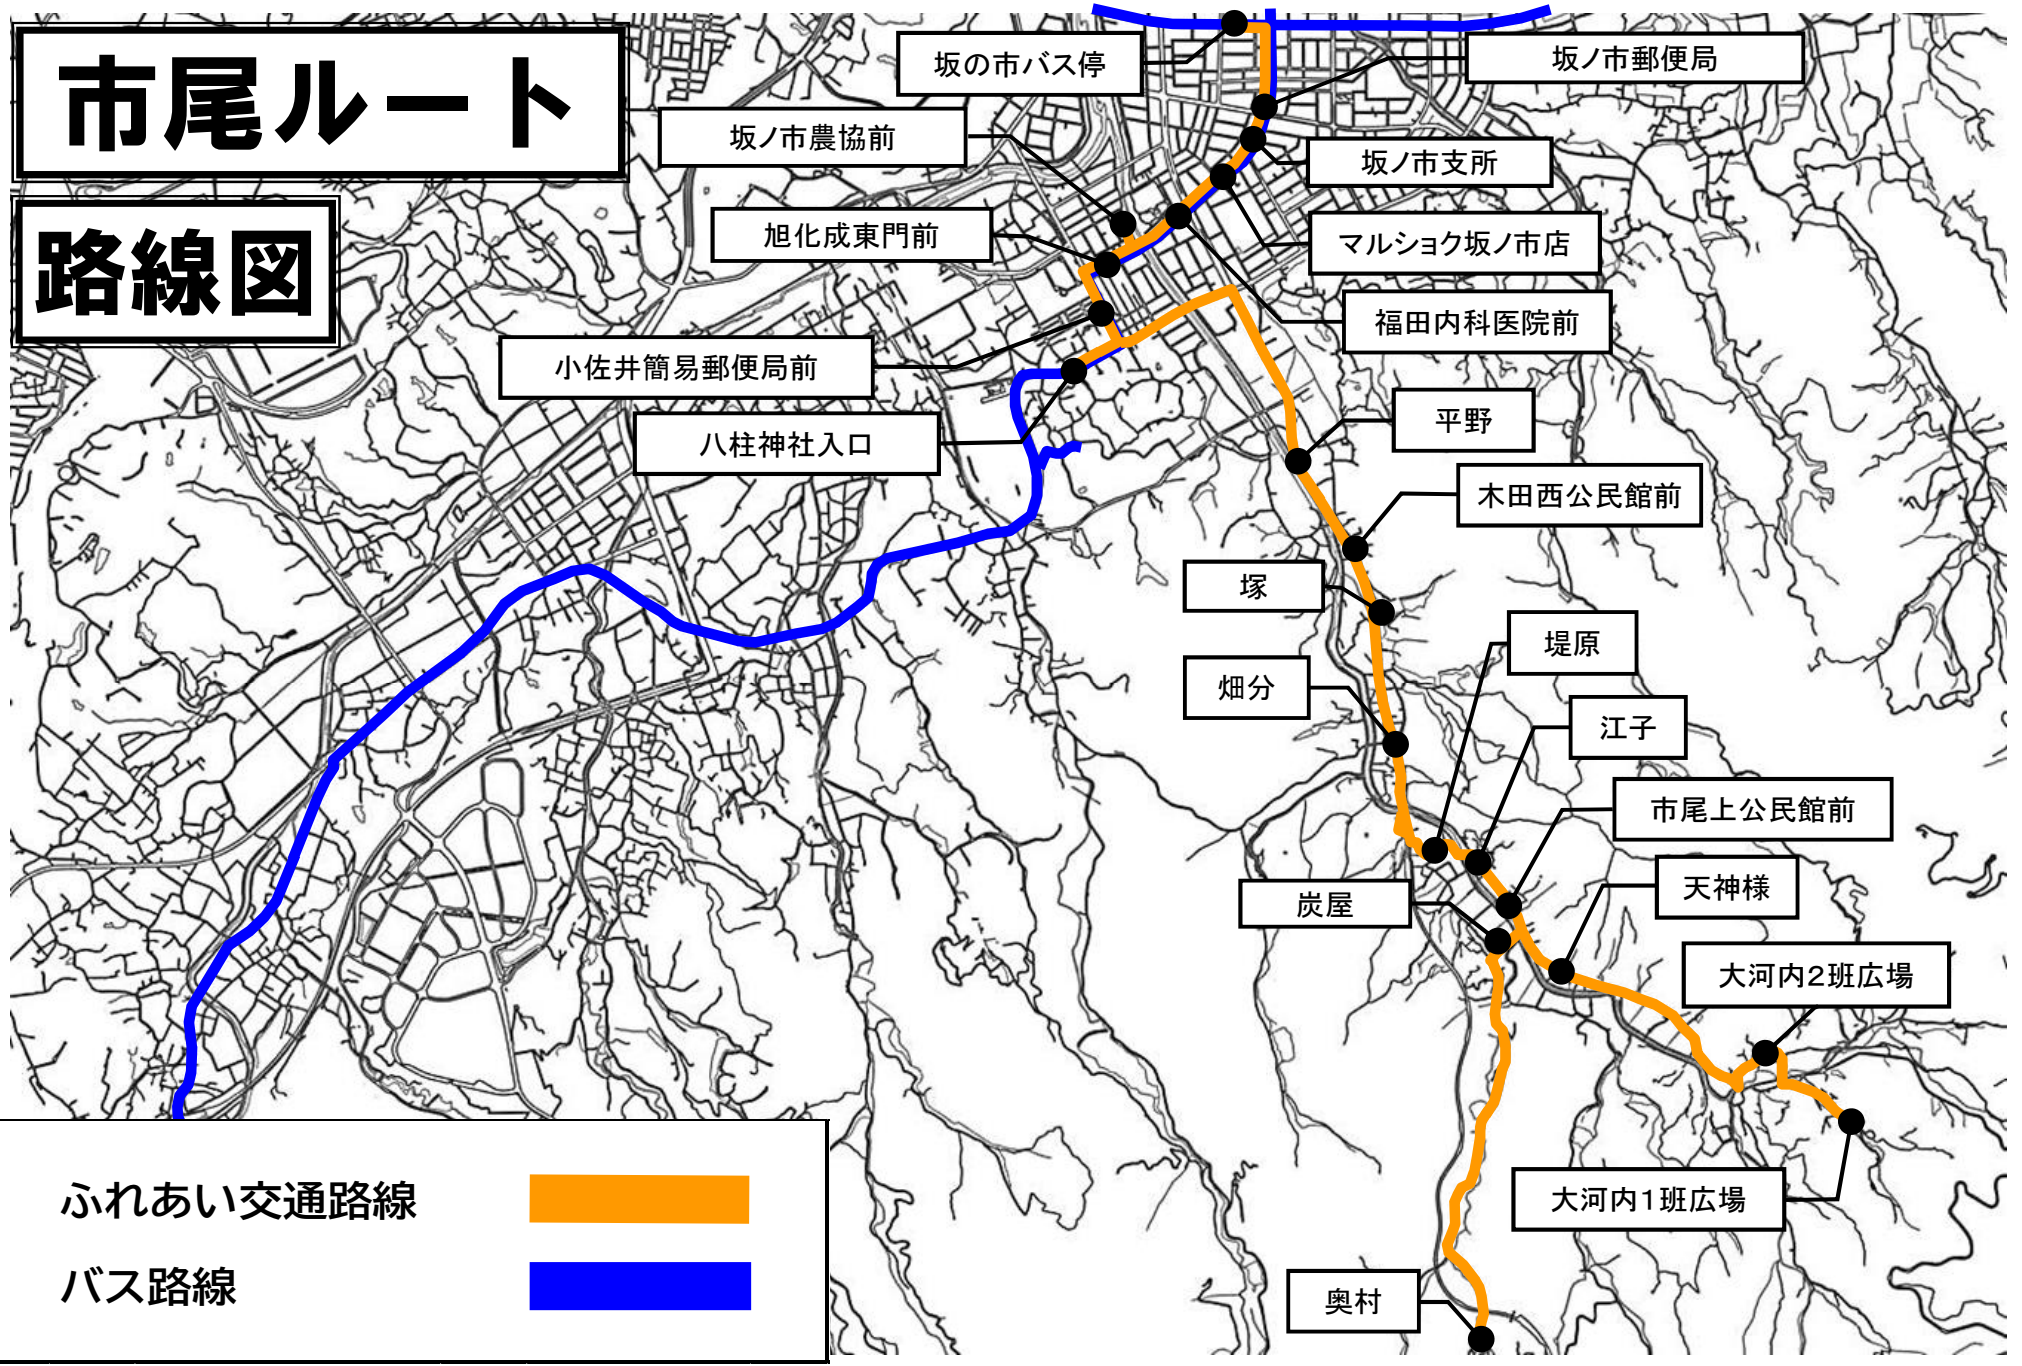 市尾ルート
路線図
坂の市バス停
坂ノ市郵便局
坂ノ市農協前
坂ノ市支所
旭化成東門前
マルショク坂ノ市店
福田内科医院前
小佐井簡易郵便局前
八柱神社入口
平野
木田西公民館前
塚
堤原
畑分
江子
市尾上公民館前
炭屋
天神様
大河内2班広場
大河内1班広場
奥村
ふれあい交通路線
バス路線